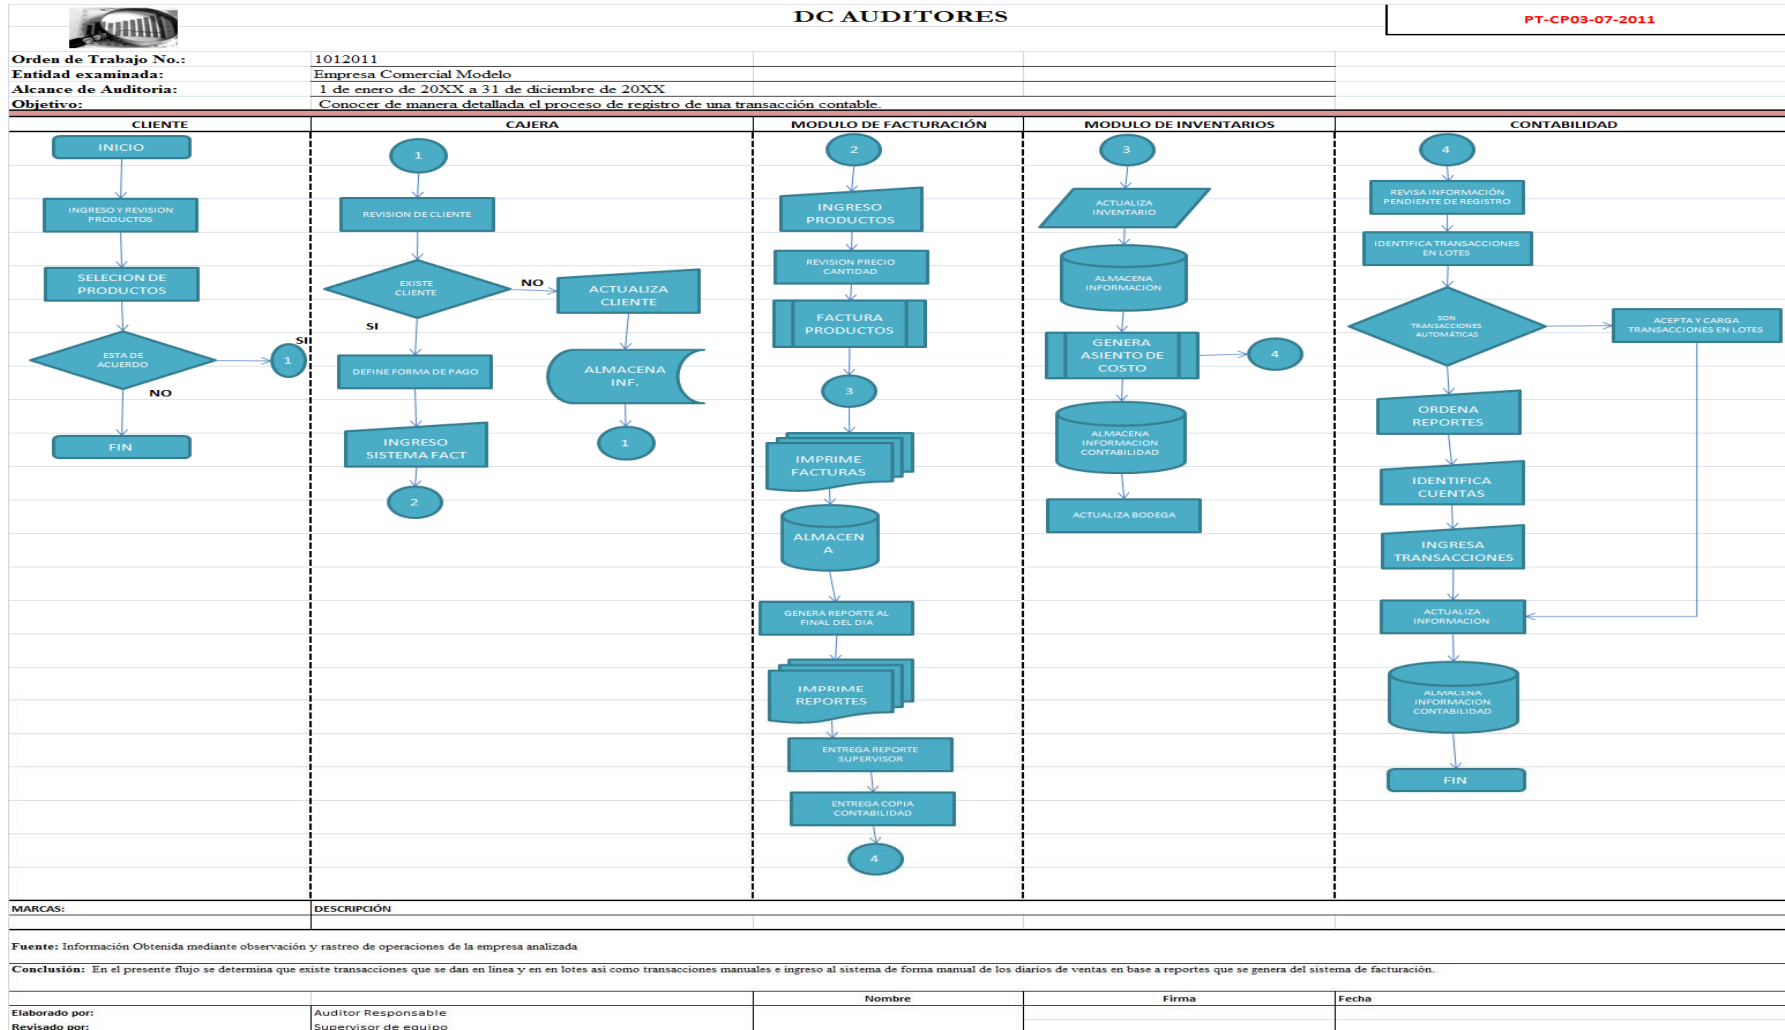 DC AUDITORES
PT-CP03-07-2011
Orden de Trabajo No.: 1012011
Entidad examinada: Empresa Comercial Modelo
Alcance de Auditoria: 1 de enero de 20XX a 31 de diciembre de 20XX
Objetivo: Conocer de manera detallada el proceso de registro de una transacción contable.
CLIENTE
INICIO
INGRESO Y REVISION
PRODUCTOS
SELECION DE
PRODUCTOS
ESTA DE
ACUERDO
SI
1
NO
FIN
CAJERA
1
REVISION DE CLIENTE
EXISTE
CLIENTE
NO
ACTUALIZA
CLIENTE
SI
ALMACENA
INF.
1
DEFINE FORMA DE PAGO
INGRESO
SISTEMA FACT
2
MODULO DE FACTURACIÓN
2
INGRESO
PRODUCTOS
REVISION PRECIO
CANTIDAD
FACTURA
PRODUCTOS
3
IMPRIME
FACTURAS
ALMACEN
A
GENERA REPORTE AL
FINAL DEL DIA
IMPRIME
REPORTES
ENTREGA REPORTE
SUPERVISOR
ENTREGA COPIA
CONTABILIDAD
4
MODULO DE INVENTARIOS
3
ACTUALIZA
INVENTARIO
ALMACENA
INFORMACION
GENERA
ASIENTO DE
COSTO
4
ALMACENA
INFORMACION
CONTABILIDAD
ACTUALIZA BODEGA
CONTABILIDAD
4
REVISA INFORMACIÓN
PENDIENTE DE REGISTRO
IDENTIFICA TRANSACCIONES
EN LOTES
SON
TRANSACCIONES
AUTOMÁTICAS
ACEPTA Y CARGA
TRANSACCIONES EN LOTES
ORDENA
REPORTES
IDENTIFICA
CUENTAS
INGRESA
TRANSACCIONES
ACTUALIZA
INFORMACION
ALMACENA
INFORMACION
CONTABILIDAD
FIN
MARCAS: DESCRIPCIÓN
Fuente: Información Obtenida mediante observación y rastreo de operaciones de la empresa analizada
Conclusión: En el presente flujo se determina que existe transacciones que se dan en linea y en en lotes asi como transacciones manuales e ingreso al sistema de forma manual de los diarios de ventas en base a reportes que se genera del sistema de facturación.
Nombre Firma Fecha
Elaborado por: Auditor Responsable
Revisado por: Supervisor de equipo